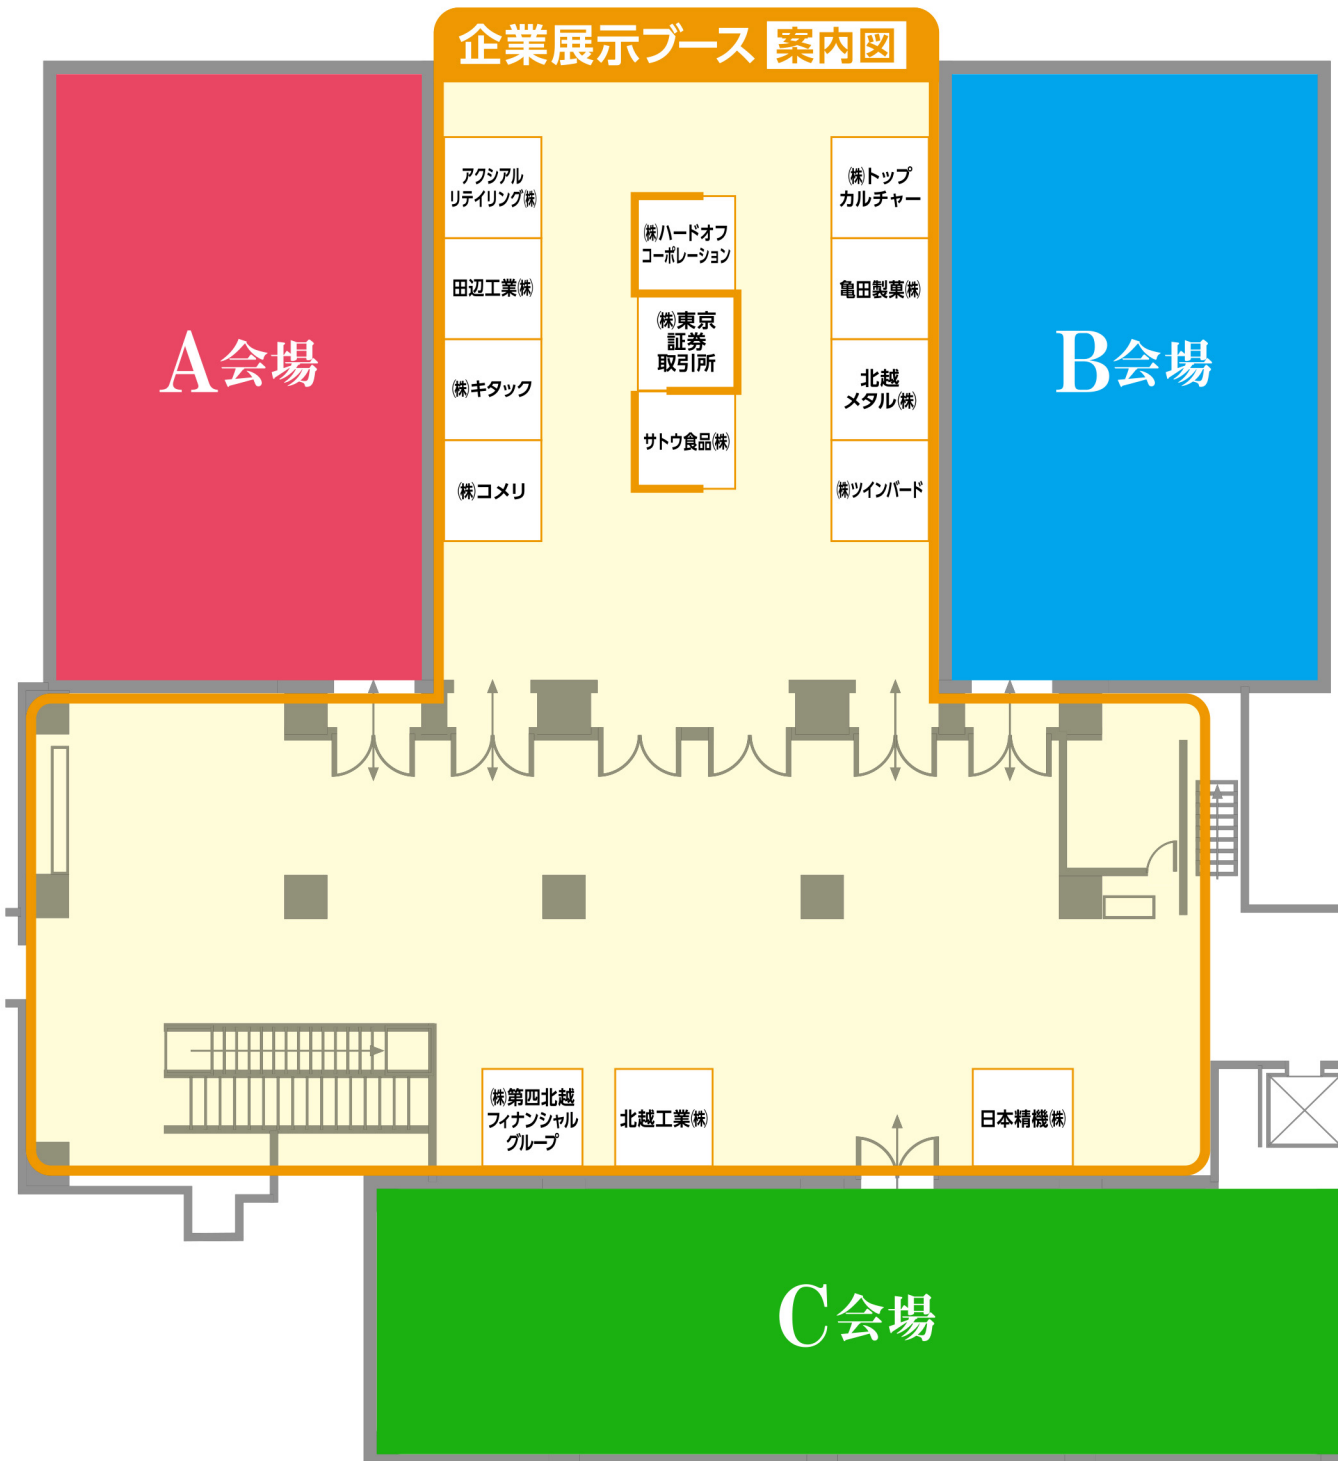 企業展示ブース 案内図
アクシアル
リテイリング㈱
田辺工業㈱
㈱キタック
㈱コメリ
㈱ハードオフ
コーポレーション
㈱東京
証券
取引所
サトウ食品㈱
㈱トップ
カルチャー
亀田製菓㈱
北越
メタル㈱
㈱ツインバード
A会場
B会場
㈱第四北越
フィナンシャル
グループ
北越工業㈱
日本精機㈱
C会場